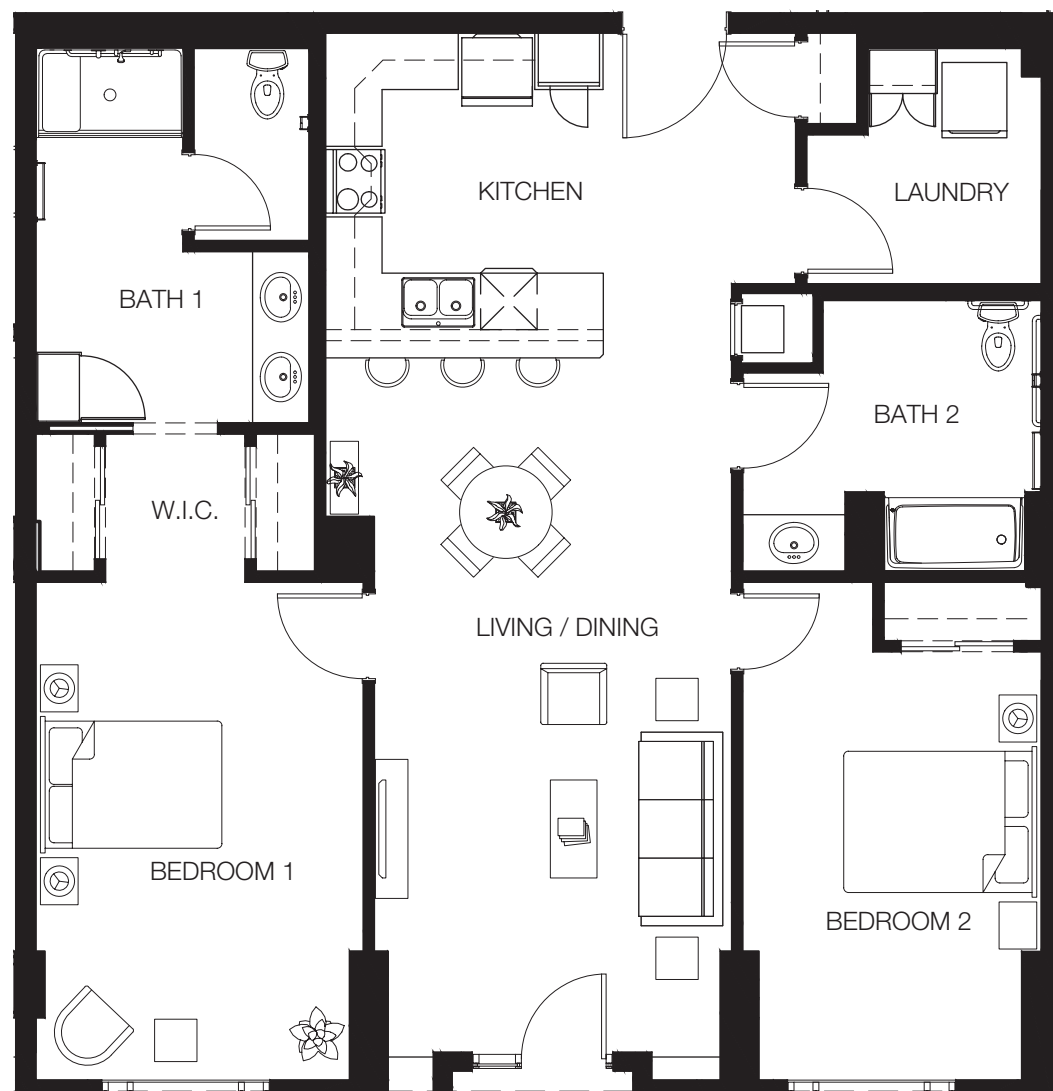 KITCHEN
LAUNDRY
BATH 1
BATH 2
W.I.C.
LIVING / DINING
BEDROOM 1
BEDROOM 2